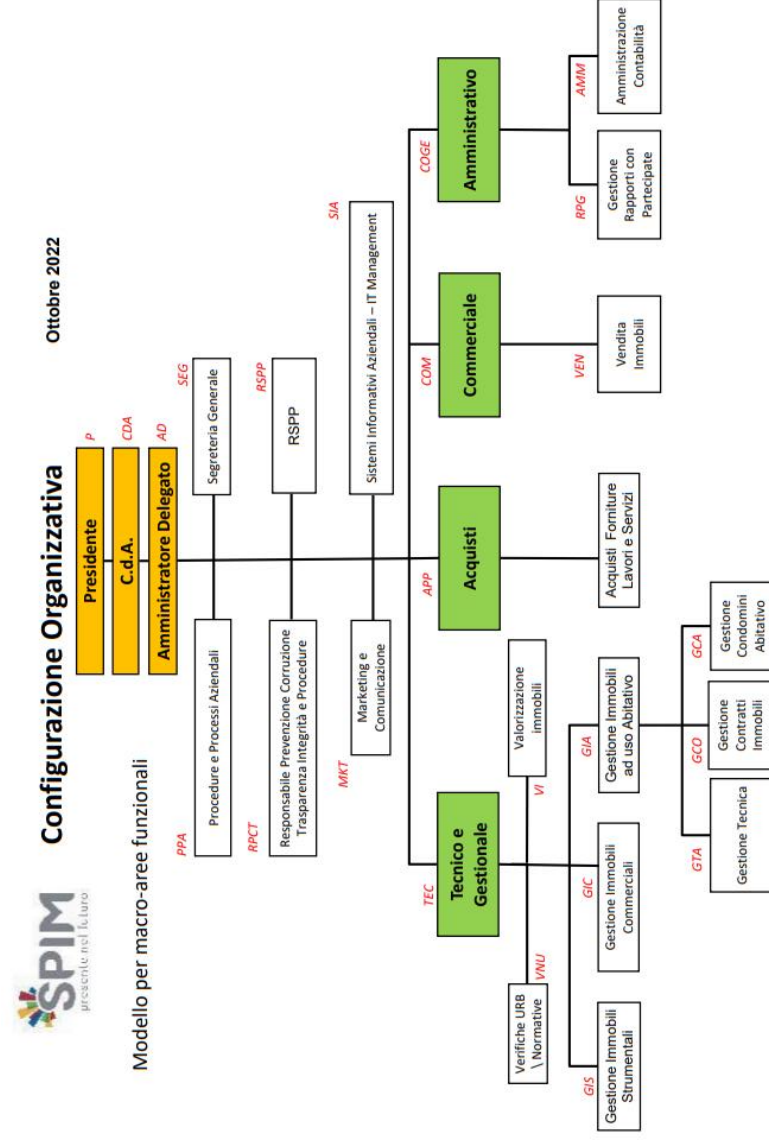 SPIM
presente nel futuro
Configurazione Organizzativa
Ottobre 2022
Modello per macro-aree funzionali
Presidente
P
C.d.A.
CDA
Amministratore Delegato
AD
PPA
Procedure e Processi Aziendali
SEG
Segreteria Generale
RPCT
Responsabile Prevenzione Corruzione
Trasparenza Integrità e Procedure
RSPP
RSPP
MKT
Marketing e
Comunicazione
SIA
Sistemi Informativi Aziendali – IT Management
TEC
Tecnico e
Gestionale
APP
Acquisti
COM
Commerciale
COGE
Amministrativo
Verifiche URB
\ Normative
VNU
Valorizzazione
immobili
VI
GIS
Gestione Immobili
Strumentali
GIC
Gestione Immobili
Commerciali
GIA
Gestione Immobili
ad uso Abitativo
Acquisti Forniture
Lavori e Servizi
VEN
Vendita
Immobili
RPG
Gestione
Rapporti con
Partecipate
AMM
Amministrazione
Contabilità
GTA
Gestione Tecnica
GCO
Gestione
Contratti
Immobili
GCA
Gestione
Condomini
Abitativo